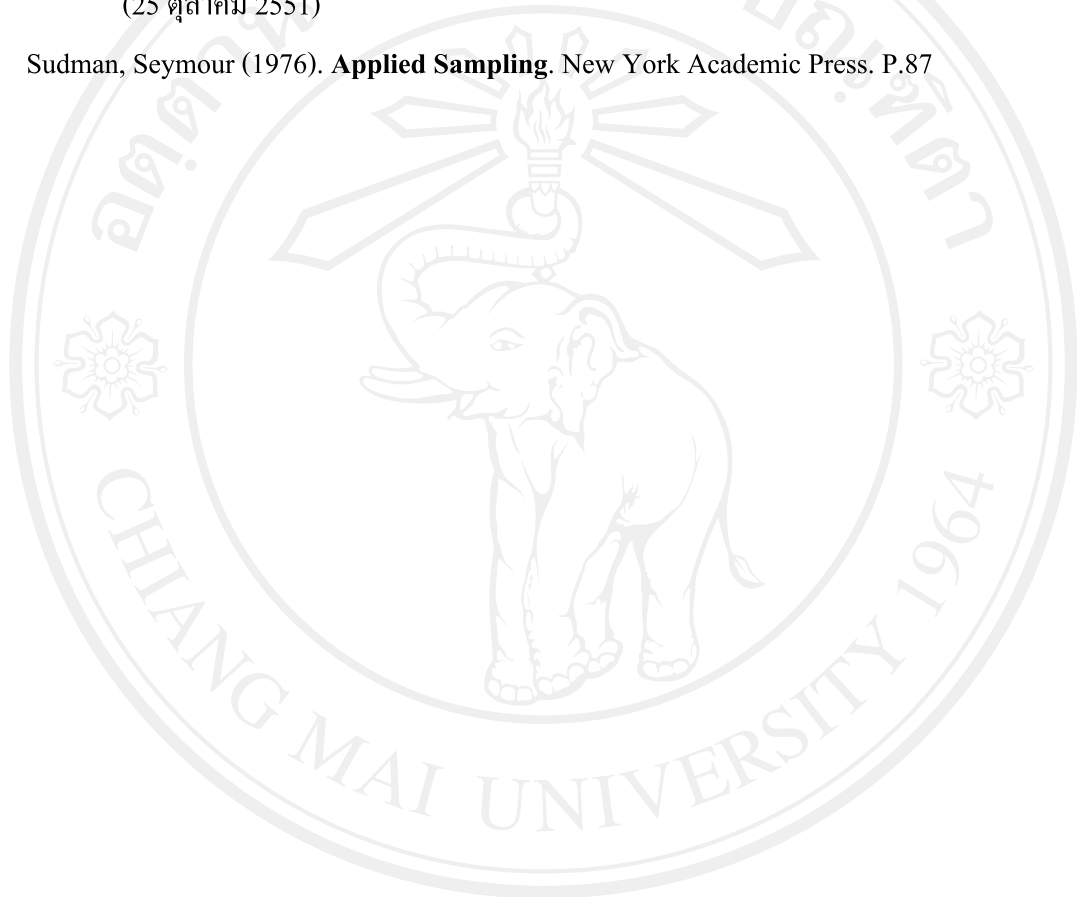 (25 ตุลาคม 2551)
Sudman, Seymour (1976). Applied Sampling. New York Academic Press. P.87
CHIANG MAI UNIVERSITY 1964